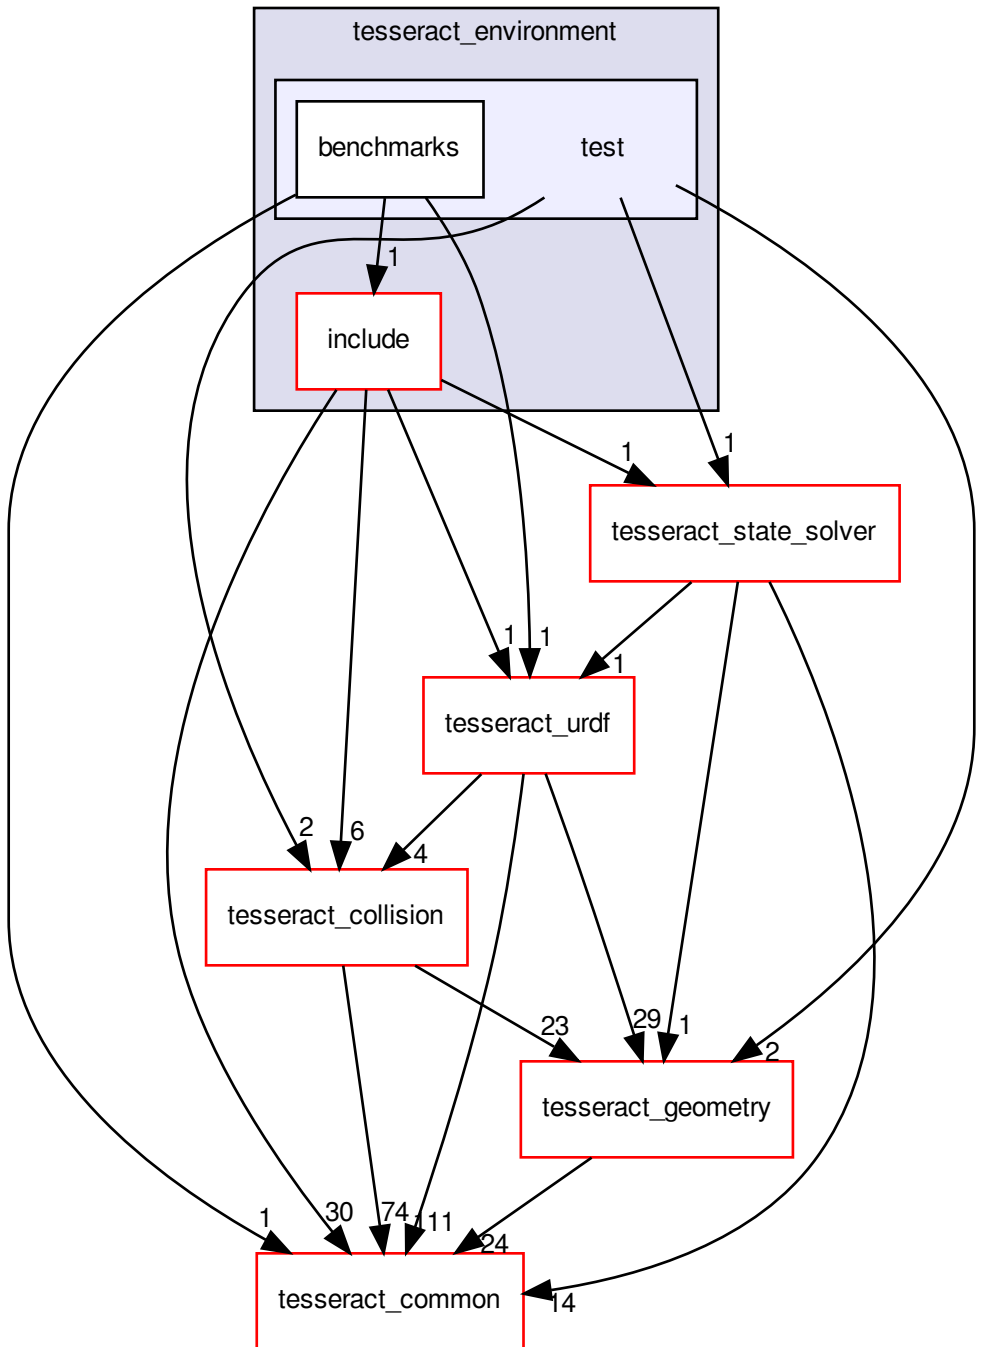 tesseract_environment
benchmarks
test
1
include
1
1
tesseract_state_solver
1
1
1
tesseract_urdf
2
6
4
tesseract_collision
23
29
1
2
tesseract_geometry
1
30
74
111
24
tesseract_common
14